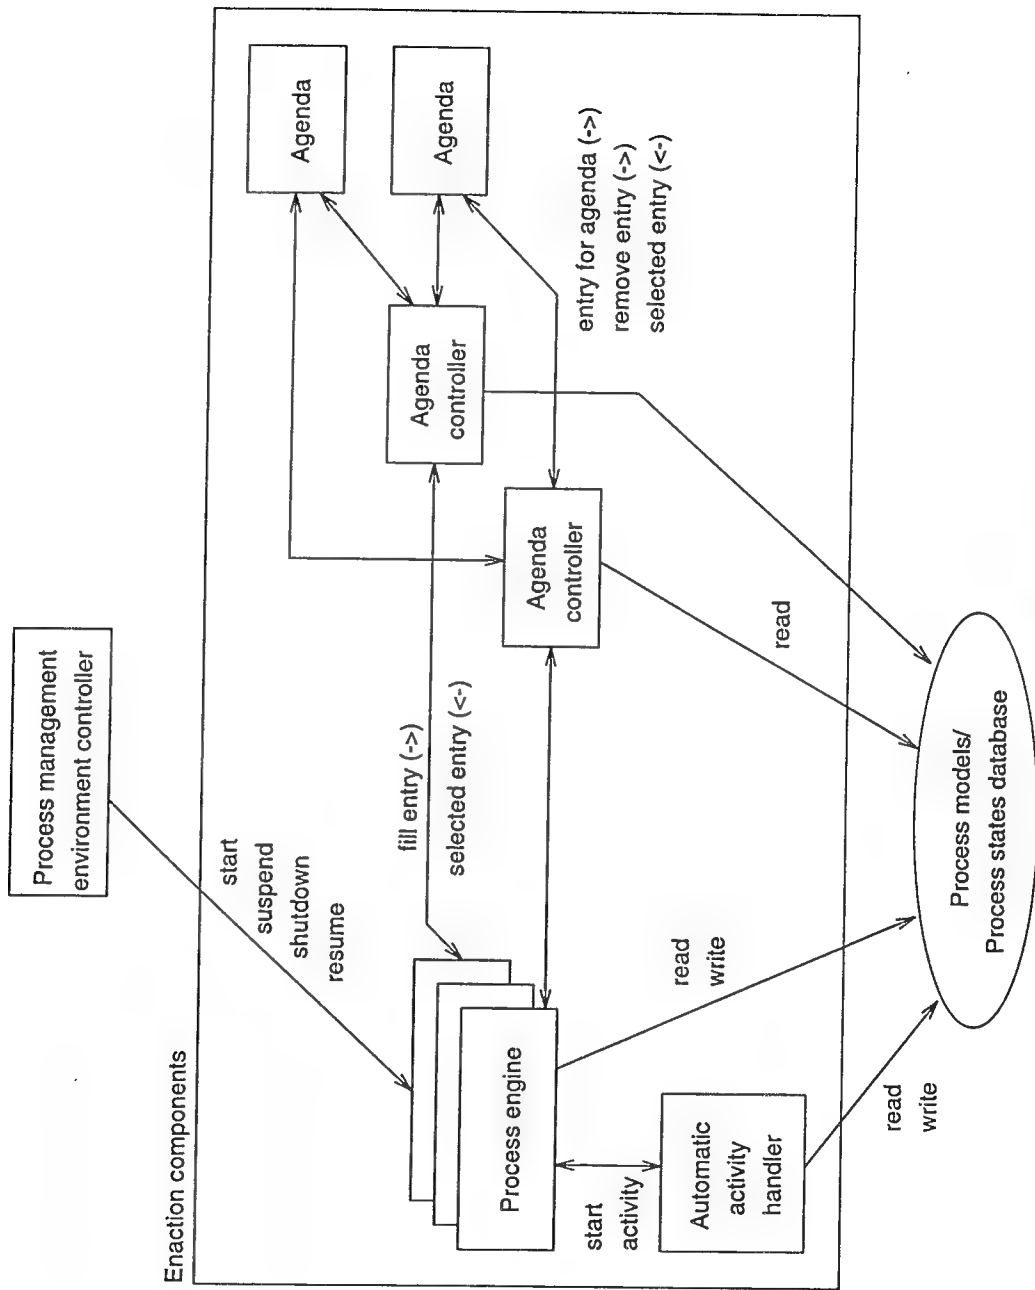 Process management
environment controller
Enaction components
start
suspend
shutdown
resume
Agenda
Agenda
fill entry (->)
selected entry (<-)
Agenda
controller
entry for agenda (->)
remove entry (->)
selected entry (<-)
Agenda
controller
Process engine
start
activity
Automatic
activity
handler
read
write
read
write
read
Process models/
Process states database